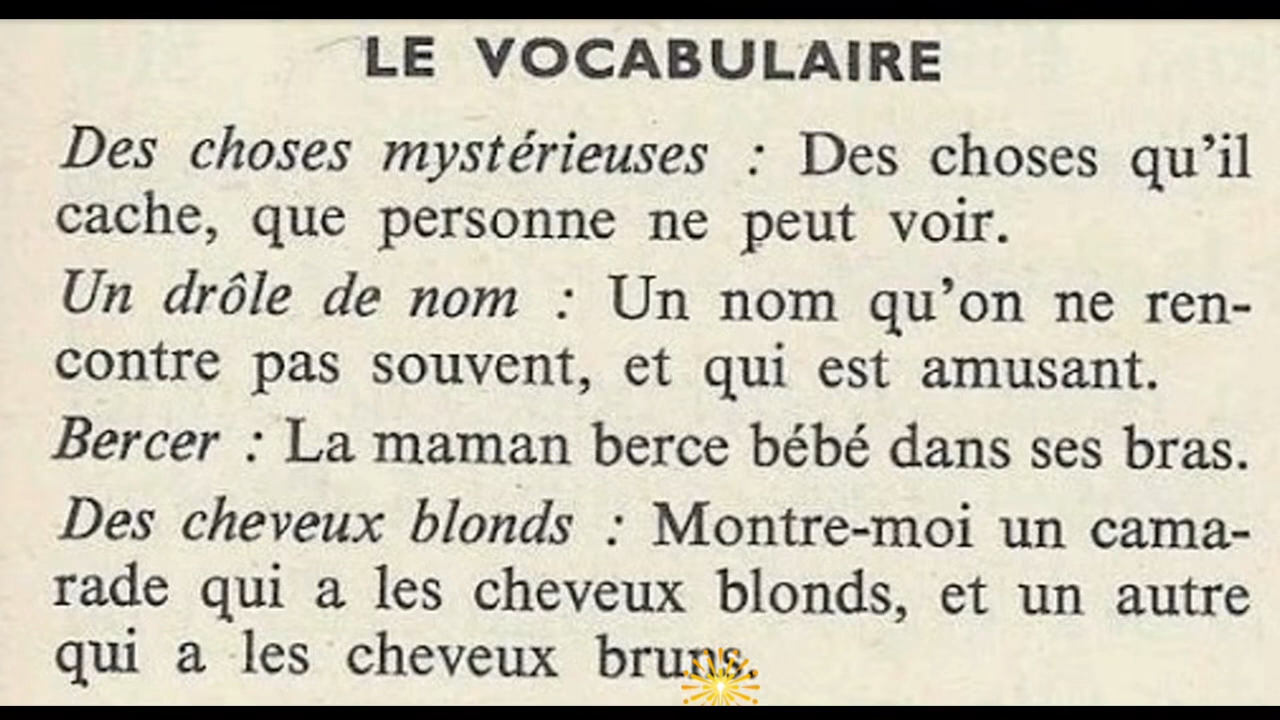 LE VOCABULAIRE
Des choses mystérieuses : Des choses qu'il
cache, que personne ne peut voir.
Un drôle de nom : Un nom qu'on ne ren-
contre pas souvent, et qui est amusant.
Bercer : La maman berce bébé dans ses bras.
Des cheveux blonds : Montre-moi un cama-
rade qui a les cheveux blonds, et un autre
qui a les cheveux bruns.